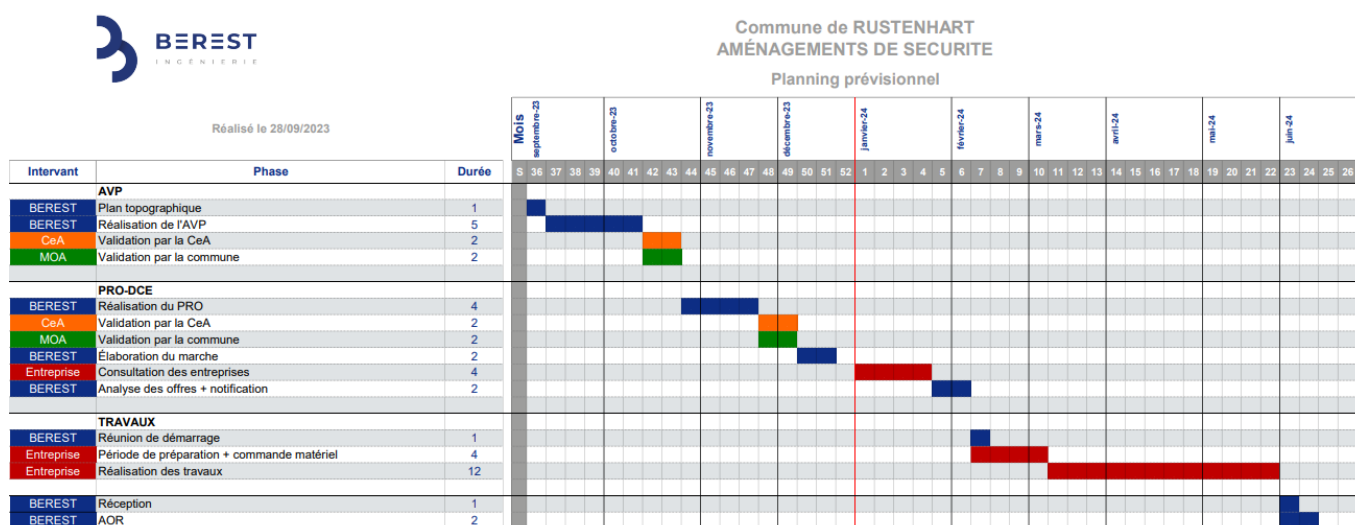 BEREST
INGÉNIERIE
Commune de RUSTENHART
AMÉNAGEMENTS DE SECURITE
Planning prévisionnel
Réalisé le 28/09/2023
Mois septembre-23 octobre-23 novembre-23 décembre-23 janvier-24 février-24 mars-24 avril-24 mai-24 juin-24
Intervant Phase Durée S 36 37 38 39 40 41 42 43 44 45 46 47 48 49 50 51 52 1 2 3 4 5 6 7 8 9 10 11 12 13 14 15 16 17 18 19 20 21 22 23 24 25 26
AVP
BEREST Plan topographique 1
BEREST Réalisation de l'AVP 5
CeA Validation par la CeA 2
MOA Validation par la commune 2
PRO-DCE
BEREST Réalisation du PRO 4
CeA Validation par la CeA 2
MOA Validation par la commune 2
BEREST Élaboration du marche 2
Entreprise Consultation des entreprises 4
BEREST Analyse des offres + notification 2
TRAVAUX
BEREST Réunion de démarrage 1
Entreprise Période de préparation + commande matériel 4
Entreprise Réalisation des travaux 12
BEREST Réception 1
BEREST AOR 2